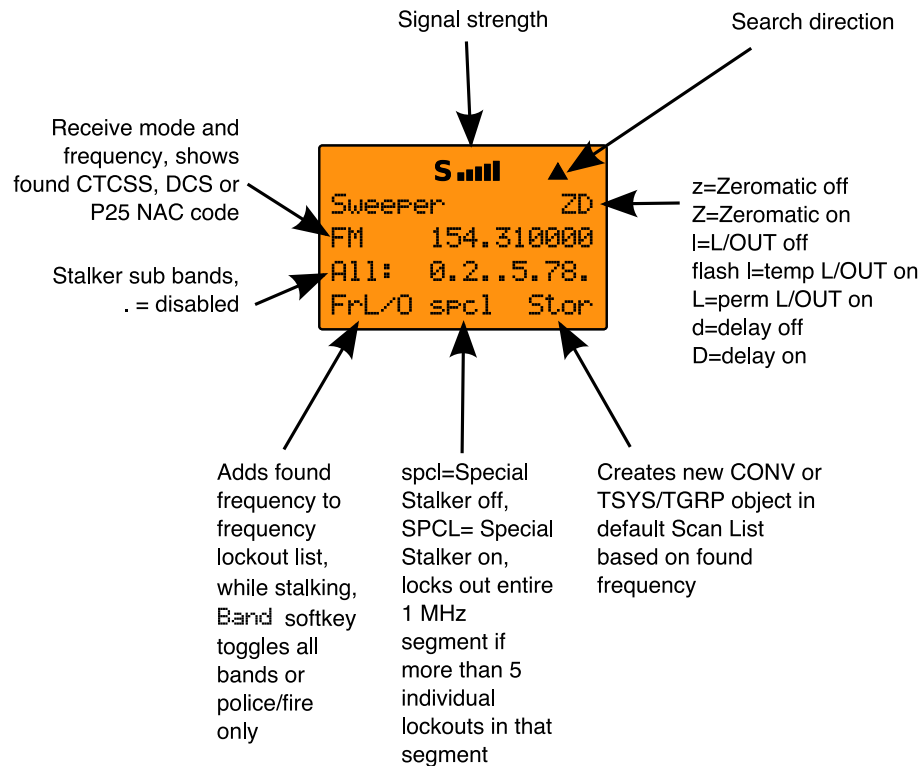 Signal strength
Search direction
Receive mode and
frequency, shows
found CTCSS, DCS or
P25 NAC code
Stalker sub bands,
. = disabled
S
Sweeper ZD
FM 154.310000
All: 0.2..5.78.
FrL/O spcl Stor
z=Zeromatic off
Z=Zeromatic on
l=L/OUT off
flash l=temp L/OUT on
L=perm L/OUT on
d=delay off
D=delay on
Adds found
frequency to
frequency
lockout list,
while stalking,
Band softkey
toggles all
bands or
police/fire
only
spcl=Special
Stalker off,
SPCL= Special
Stalker on,
locks out entire
1 MHz
segment if
more than 5
individual
lockouts in that
segment
Creates new CONV or
TSYS/TGRP object in
default Scan List
based on found
frequency